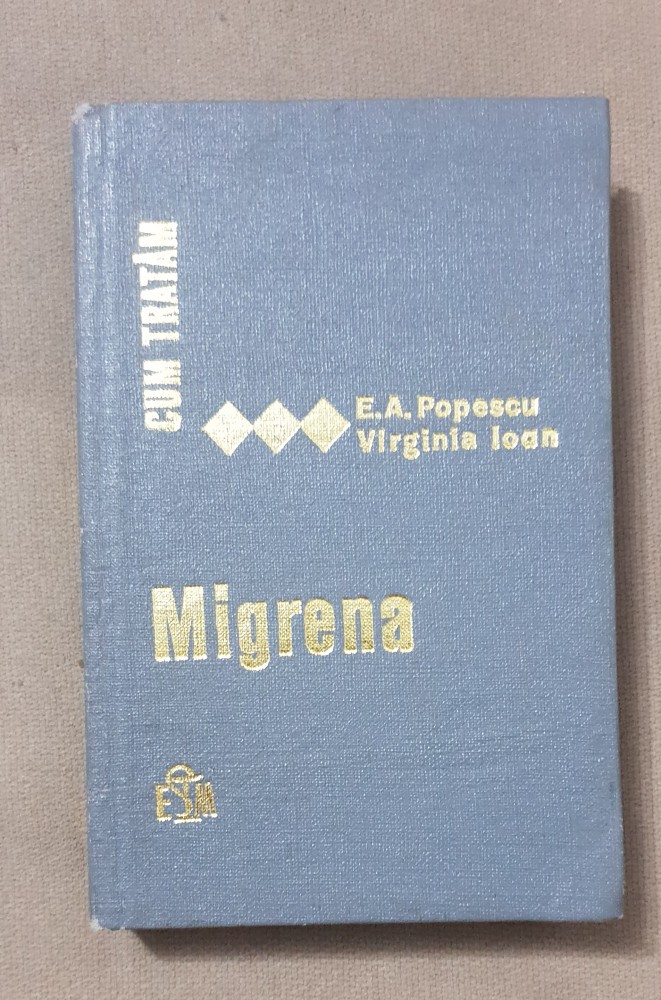 CUM TRATĂM
E.A.Popescu
Virginia Ioan
Migrena
ESM